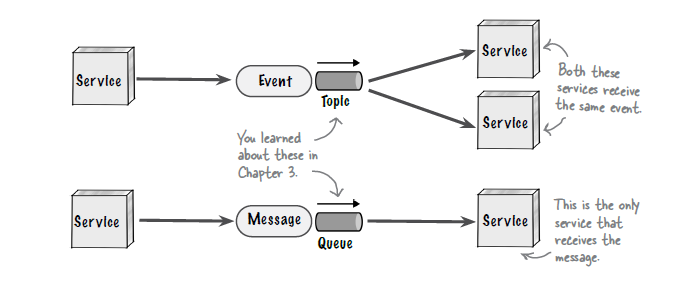 Service
Event
Topic
Service
Service
Both these
services receive
the same event.
You learned
about these in
Chapter 3.
Service
Message
Queue
Service
This is the only
service that
receives the
message.